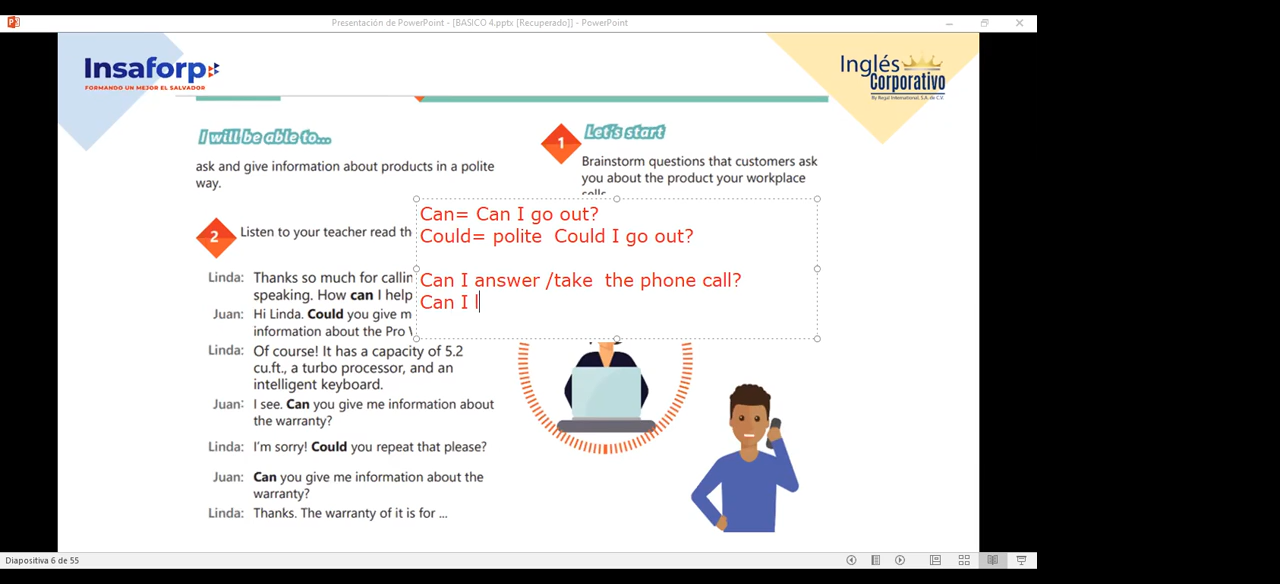 Presentación de PowerPoint - [BASICO 4.pptx [Recuperado]] - PowerPoint
Insaforp
FORMANDO UN MEJOR EL SALVADOR
Inglés
Corporativo
By Regal International, S.A. de C.V.
I will be able to...
ask and give information about products in a polite
way.
1
Let's start
Brainstorm questions that customers ask
you about the product your workplace
sells
2
Listen to your teacher read th
Can= Can I go out?
Could= polite  Could I go out?
Can I answer /take  the phone call?
Can I l
Linda: Thanks so much for callin
speaking. How can I help
Juan: Hi Linda. Could you give m
information about the Pro
Linda: Of course! It has a capacity of 5.2
cu.ft., a turbo processor, and an
intelligent keyboard.
Juan: I see. Can you give me information about
the warranty?
Linda: I'm sorry! Could you repeat that please?
Juan: Can you give me information about the
warranty?
Linda: Thanks. The warranty of it is for ...
Diapositiva 6 de 55